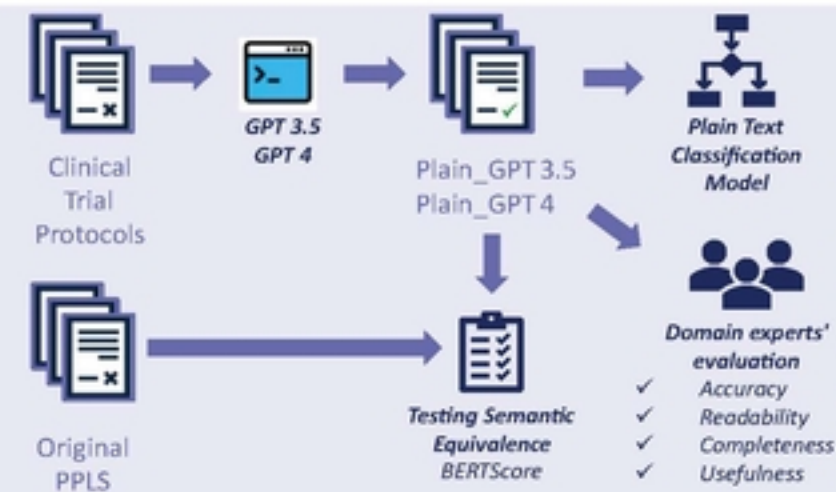 GPT 3.5
GPT 4
Clinical
Trial
Protocols
Plain_GPT 3.5
Plain_GPT 4
Plain Text
Classification
Model
Original
PPLS
Testing Semantic
Equivalence
BERTScore
Domain experts'
evaluation
✓ Accuracy
✓ Readability
✓ Completeness
✓ Usefulness